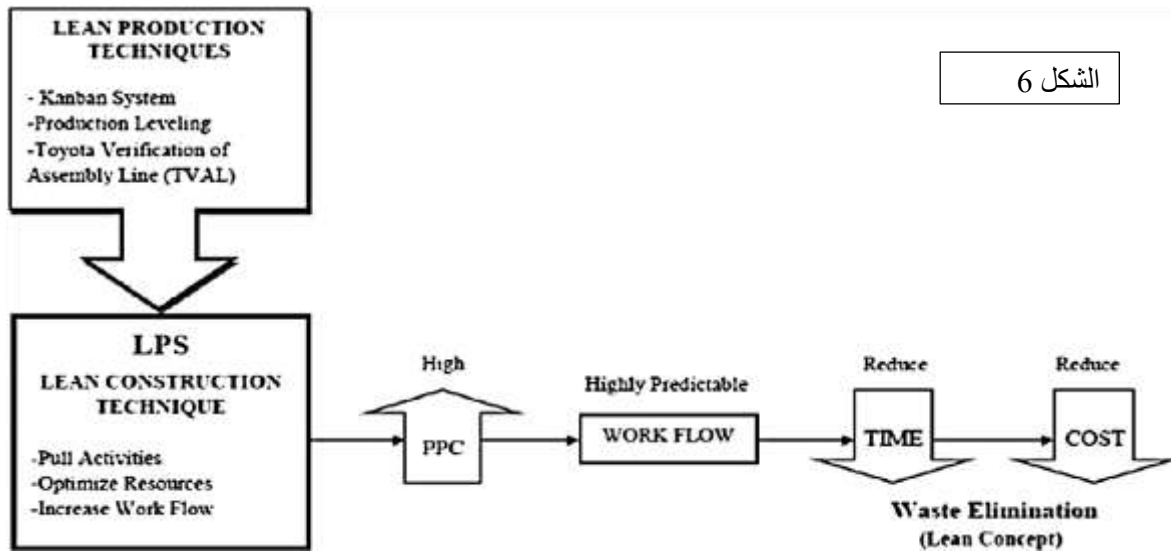 LEAN PRODUCTION
TECHNIQUES
- Kanban System
-Production Leveling
-Toyota Verification of
Assembly Line (TVAL)
الشكل 6
LPS
LEAN CONSTRUCTION
TECHNIQUE
-Pull Activities
-Optimize Resources
-Increase Work Flow
High
PPC
Highly Predictable
WORK FLOW
Reduce
TIME
Reduce
COST
Waste Elimination
(Lean Concept)